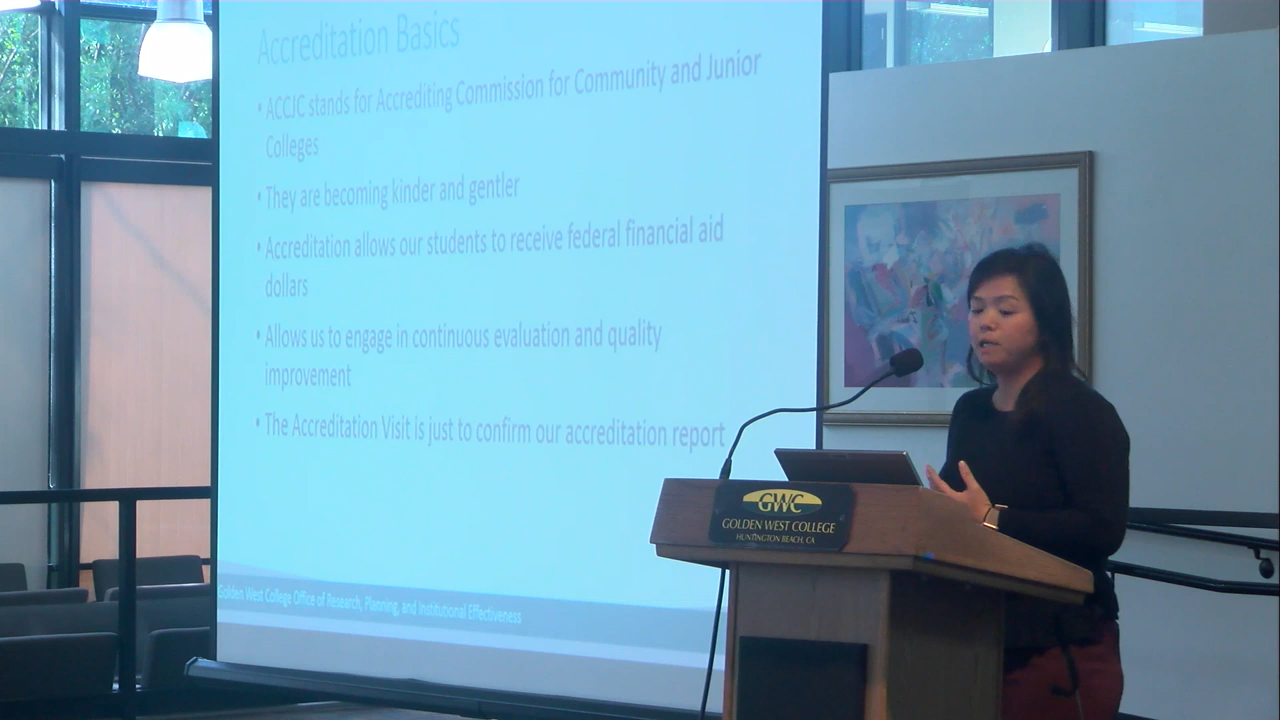 Accreditation Basics
• ACCJC stands for Accrediting Commission for Community and Junior
Colleges
• They are becoming kinder and gentler
• Accreditation allows our students to receive federal financial aid
dollars
• Allows us to engage in continuous evaluation and quality
improvement
• The Accreditation Visit is just to confirm our accreditation report
Golden West College Office of Research, Planning, and Institutional Effectiveness
GWC
GOLDEN WEST COLLEGE
HUNTINGTON BEACH, CA